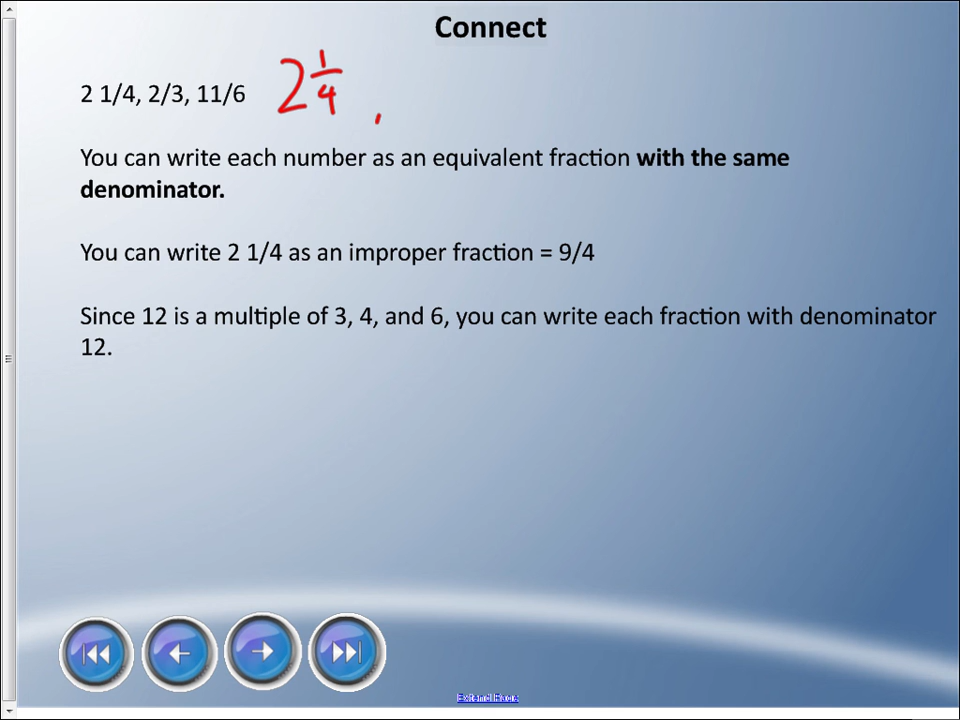 Connect
2 1/4, 2/3, 11/6 2 1/4 ,
You can write each number as an equivalent fraction with the same
denominator.
You can write 2 1/4 as an improper fraction = 9/4
Since 12 is a multiple of 3, 4, and 6, you can write each fraction with denominator
12.
Extend Page